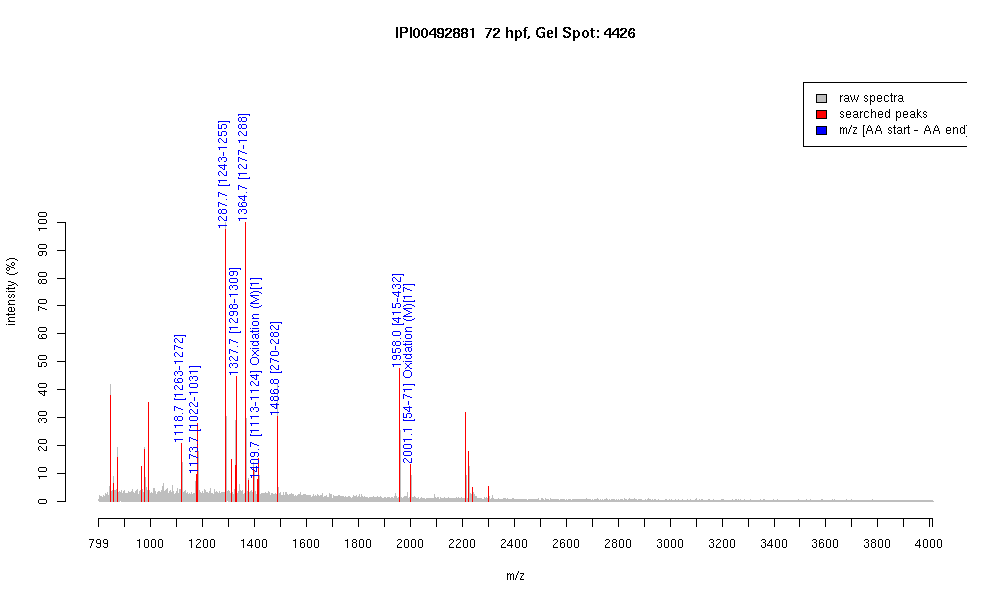 IPI00492881 72 hpf, Gel Spot: 4426
raw spectra
searched peaks
m/z [AA start - AA end]
1287.7 [1243-1255]
1364.7 [1277-1288]
1327.7 [1298-1309]
1409.7 [1113-1124] Oxidation (M)[1]
1118.7 [1263-1272]
1173.7 [1022-1031]
1486.8 [270-282]
1958.0 [415-432]
2001.1 [54-71] Oxidation (M)[17]
intensity (%)
100
90
80
70
60
50
40
30
20
10
0
799 1000 1200 1400 1600 1800 2000 2200 2400 2600 2800 3000 3200 3400 3600 3800 4000
m/z